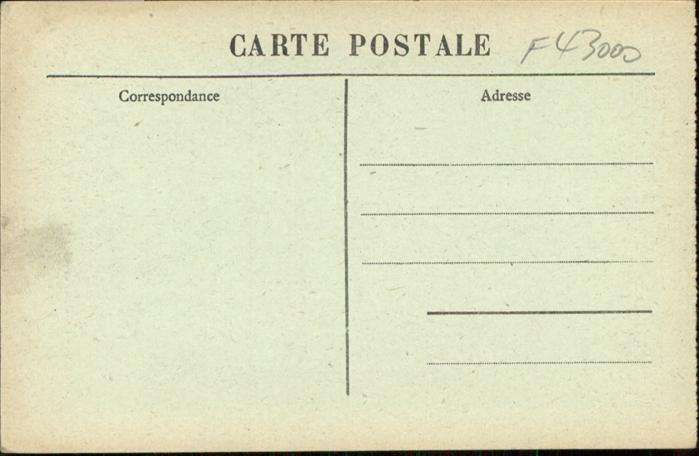 CARTE POSTALE F43000
Correspondance Adresse